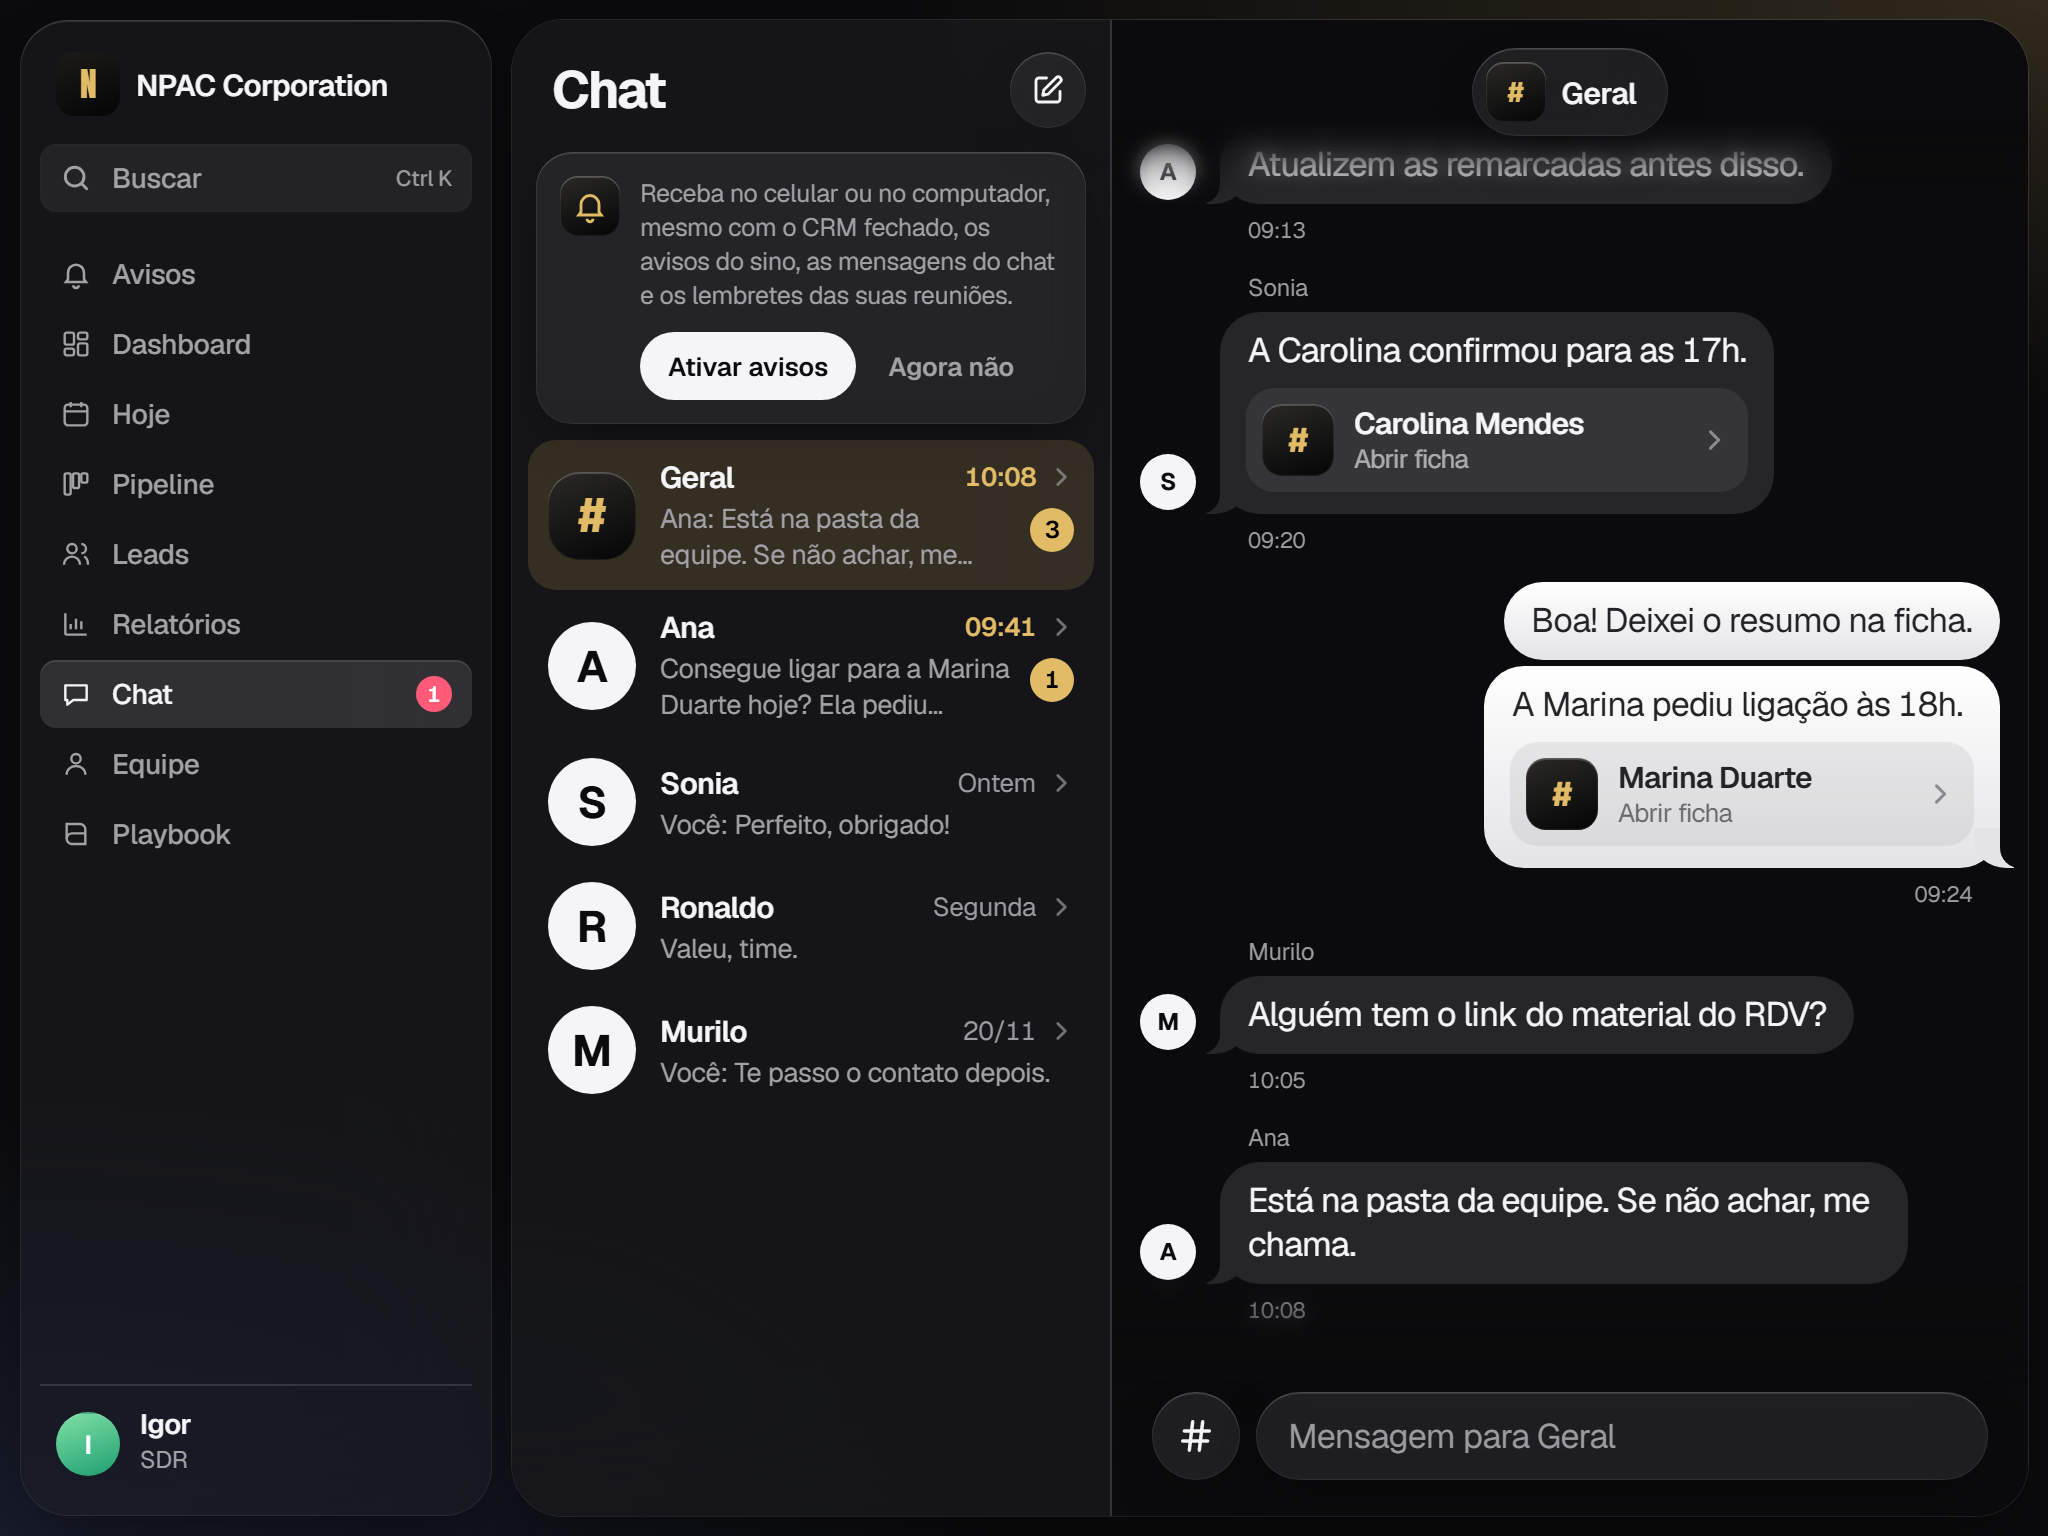 N NPAC Corporation
Buscar Ctrl K
Avisos
Dashboard
Hoje
Pipeline
Leads
Relatórios
Chat 1
Equipe
Playbook
I Igor
SDR
Chat
Receba no celular ou no computador,
mesmo com o CRM fechado, os
avisos do sino, as mensagens do chat
e os lembretes das suas reuniões.
Ativar avisos Agora não
# Geral 10:08
Ana: Está na pasta da
equipe. Se não achar, me... 3
A Ana 09:41
Consegue ligar para a Marina
Duarte hoje? Ela pediu... 1
S Sonia Ontem
Você: Perfeito, obrigado!
R Ronaldo Segunda
Valeu, time.
M Murilo 20/11
Você: Te passo o contato depois.
# Geral
A Atualizem as remarcadas antes disso.
09:13
Sonia
A Carolina confirmou para as 17h.
# Carolina Mendes
Abrir ficha
S
09:20
Boa! Deixei o resumo na ficha.
A Marina pediu ligação às 18h.
# Marina Duarte
Abrir ficha
09:24
Murilo
M Alguém tem o link do material do RDV?
10:05
Ana
Está na pasta da equipe. Se não achar, me
A chama.
10:08
# Mensagem para Geral